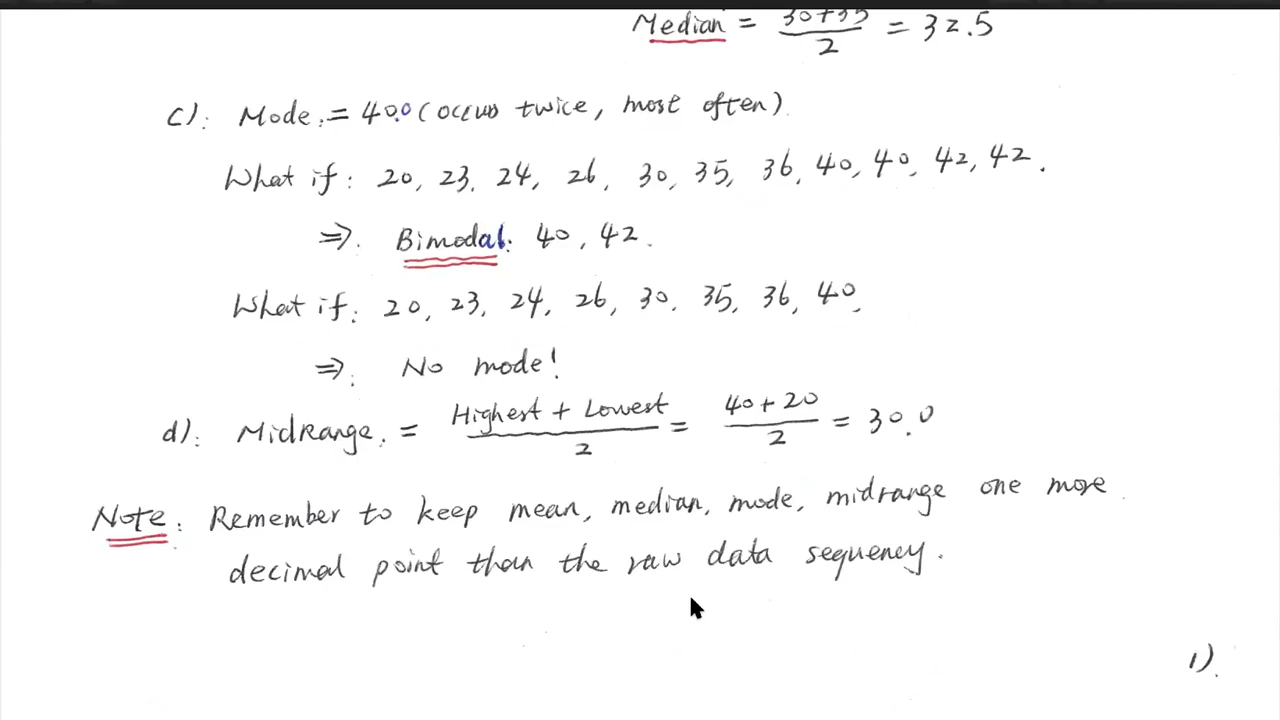 Median = 30+35 / 2 = 32.5
c): Mode = 40.0 (occurs twice, most often)
What if: 20, 23, 24, 26, 30, 35, 36, 40, 40, 42, 42.
⇒ Bimodal: 40, 42.
What if: 20, 23, 24, 26, 30, 35, 36, 40,
⇒ No mode!
d): MidRange = Highest + Lowest / 2 = 40+20 / 2 = 30.0
Note: Remember to keep mean, median, mode, midrange one more
decimal point than the raw data sequency.
1).